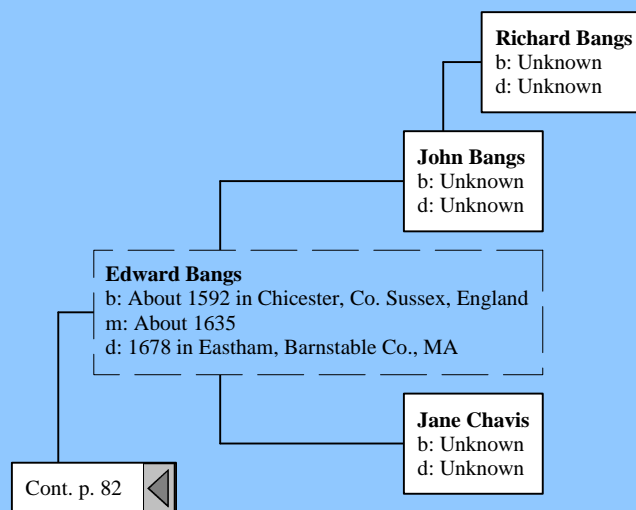 Richard Bangs
b: Unknown
d: Unknown
John Bangs
b: Unknown
d: Unknown
Edward Bangs
b: About 1592 in Chicester, Co. Sussex, England
m: About 1635
d: 1678 in Eastham, Barnstable Co., MA
Jane Chavis
b: Unknown
d: Unknown
Cont. p. 82